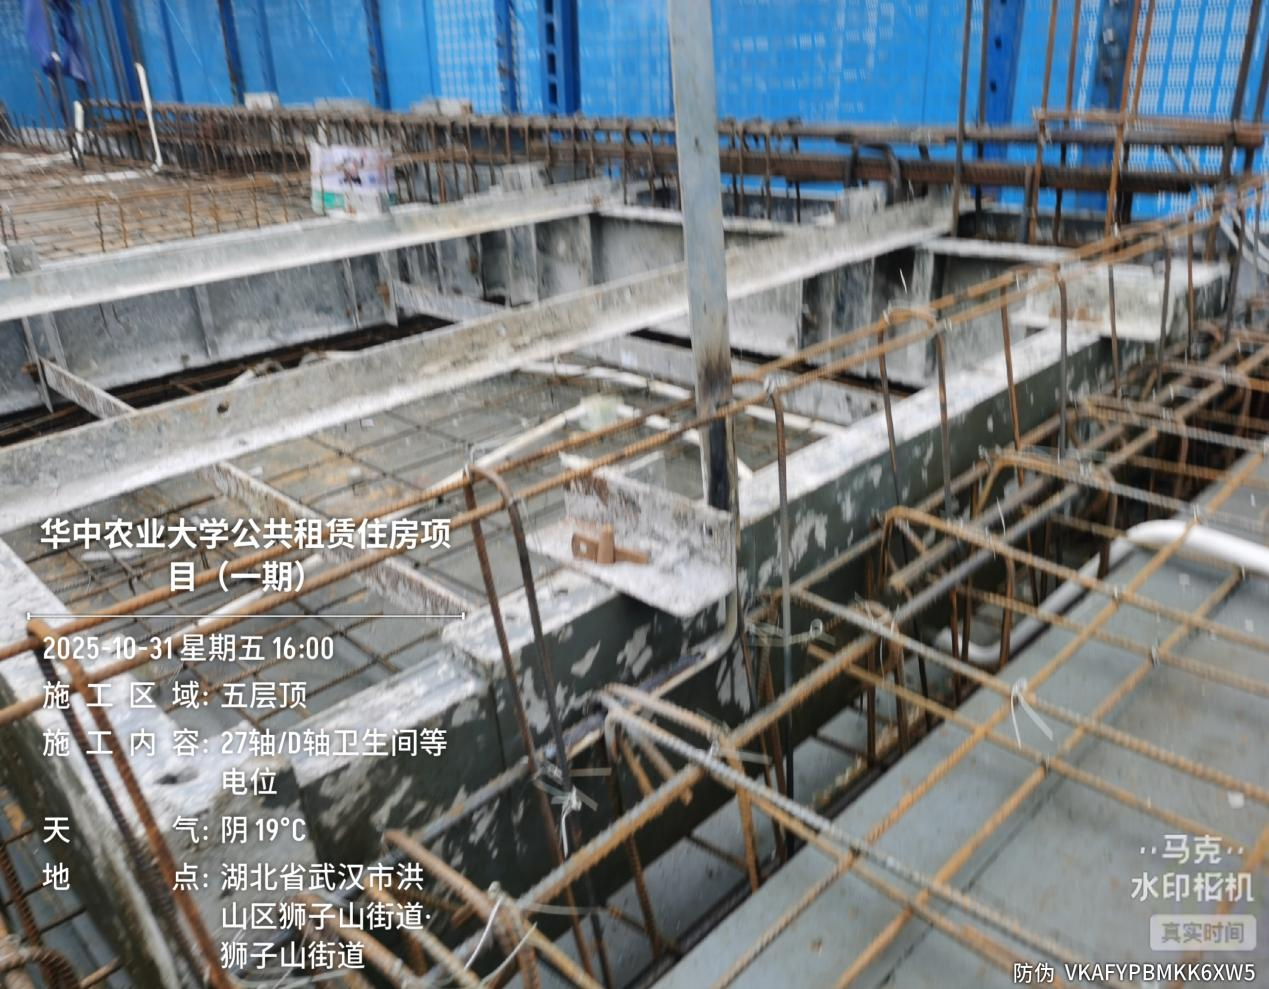 华中农业大学公共租赁住房项
目（一期）
2025-10-31 星期五 16:00
施工区域：五层顶
施工内容：27轴/D轴卫生间等
电位
天气：阴 19°C
地点：湖北省武汉市洪
山区狮子山街道·
狮子山街道
马克
水印相机
真实时间
防伪 VKAFYPBMKK6XW5